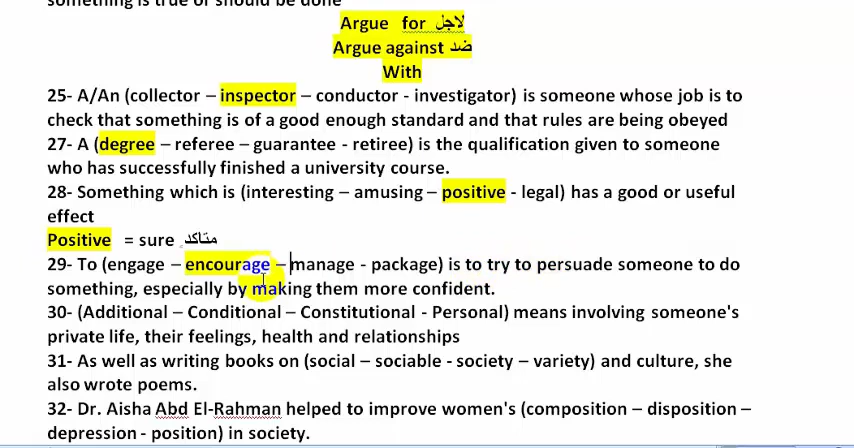 something is true or should be done
Argue for لاجل
Argue against ضد
With
25- A/An (collector – inspector – conductor - investigator) is someone whose job is to
check that something is of a good enough standard and that rules are being obeyed
27- A (degree – referee – guarantee - retiree) is the qualification given to someone
who has successfully finished a university course.
28- Something which is (interesting – amusing – positive - legal) has a good or useful
effect
Positive = sure متاكد
29- To (engage – encourage – manage - package) is to try to persuade someone to do
something, especially by making them more confident.
30- (Additional – Conditional – Constitutional - Personal) means involving someone's
private life, their feelings, health and relationships
31- As well as writing books on (social – sociable - society – variety) and culture, she
also wrote poems.
32- Dr. Aisha Abd El-Rahman helped to improve women's (composition – disposition –
depression - position) in society.